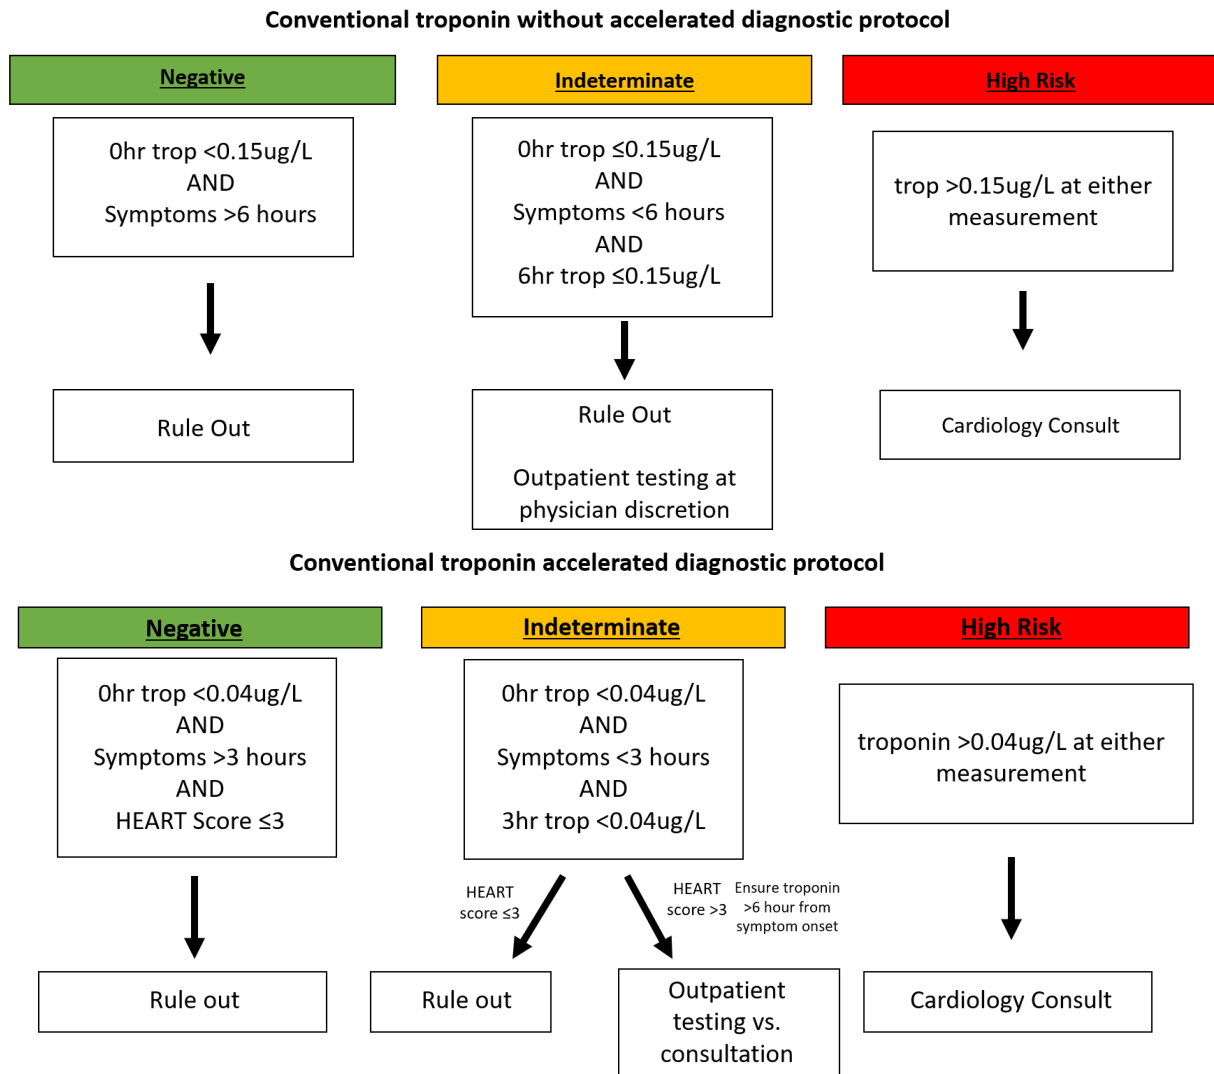 Conventional troponin without accelerated diagnostic protocol
Negative
Indeterminate
High Risk
0hr trop <0.15ug/L
AND
Symptoms >6 hours
0hr trop ≤0.15ug/L
AND
Symptoms <6 hours
AND
6hr trop ≤0.15ug/L
trop >0.15ug/L at either
measurement
Rule Out
Rule Out
Outpatient testing at
physician discretion
Cardiology Consult
Conventional troponin accelerated diagnostic protocol
Negative
Indeterminate
High Risk
0hr trop <0.04ug/L
AND
Symptoms >3 hours
AND
HEART Score ≤3
0hr trop <0.04ug/L
AND
Symptoms <3 hours
AND
3hr trop <0.04ug/L
troponin >0.04ug/L at either
measurement
HEART
score ≤3
HEART
score >3
Ensure troponin
>6 hour from
symptom onset
Rule out
Rule out
Outpatient
testing vs.
consultation
Cardiology Consult